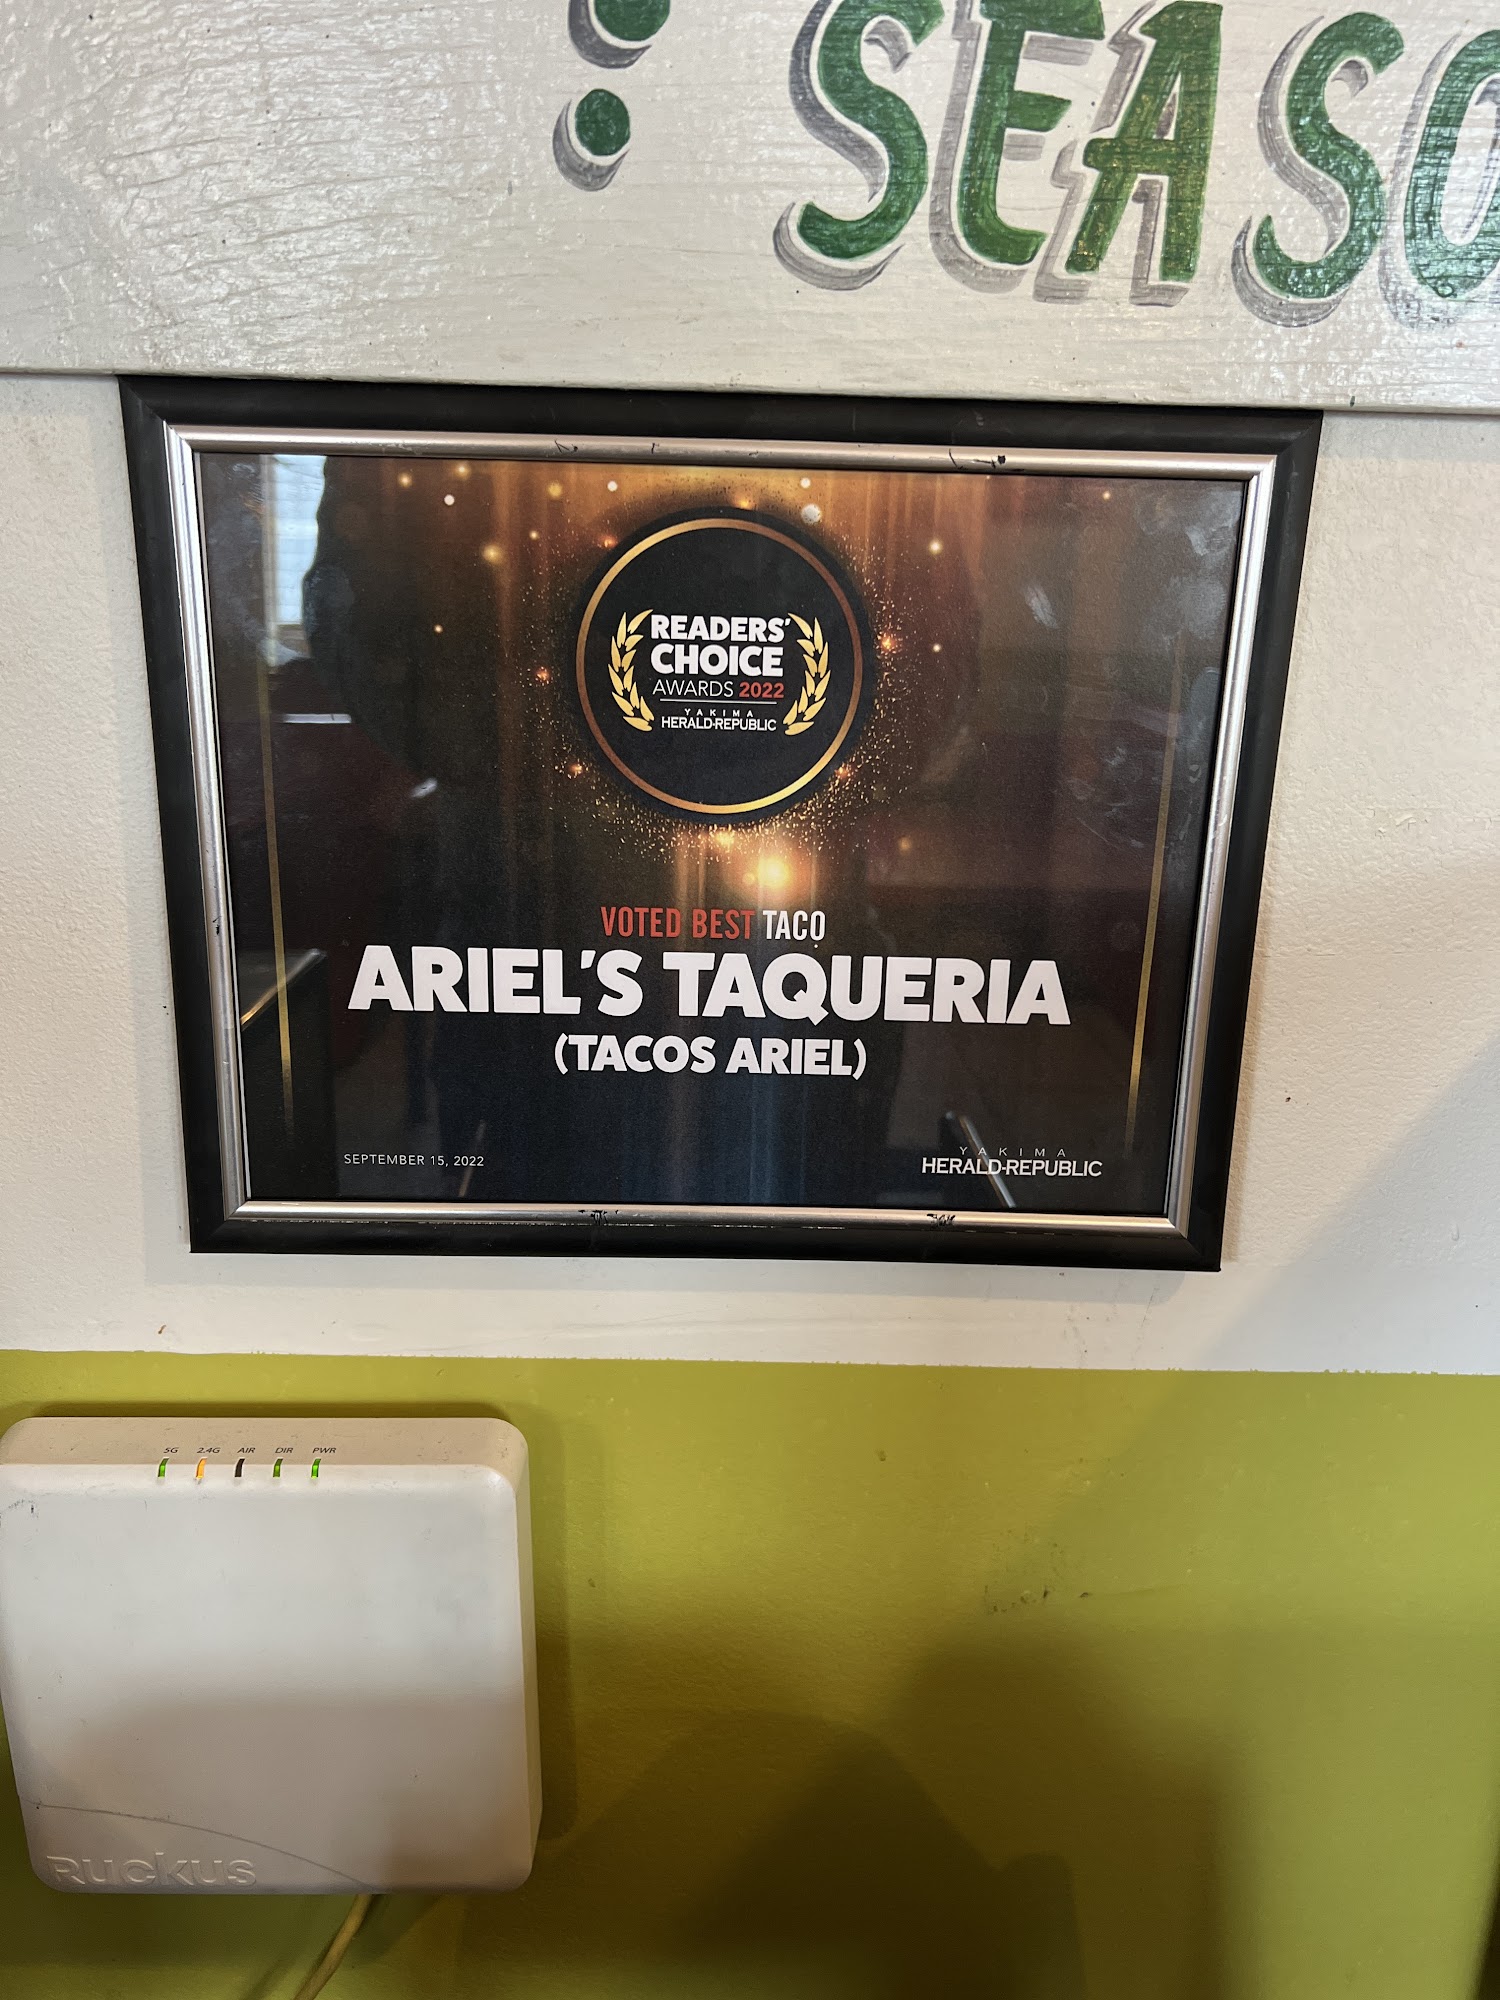 SEASO
READERS'
CHOICE
AWARDS 2022
YAKIMA
HERALD-REPUBLIC
VOTED BEST TACO
ARIEL'S TAQUERIA
(TACOS ARIEL)
SEPTEMBER 15, 2022
YAKIMA
HERALD-REPUBLIC
5G 2.4G AIR DIR PWR
RUCKUS